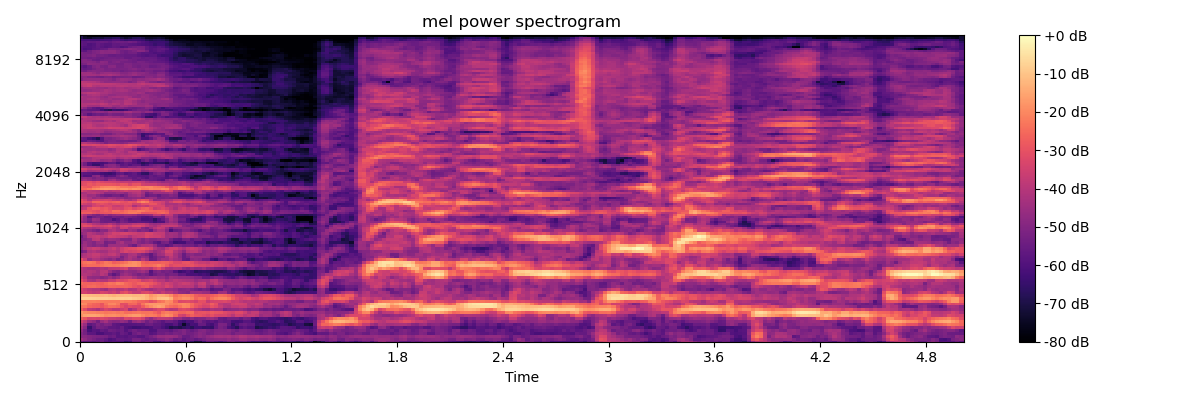 mel power spectrogram
8192
4096
2048
1024
512
0
Hz
0 0.6 1.2 1.8 2.4 3 3.6 4.2 4.8
Time
+0 dB
-10 dB
-20 dB
-30 dB
-40 dB
-50 dB
-60 dB
-70 dB
-80 dB